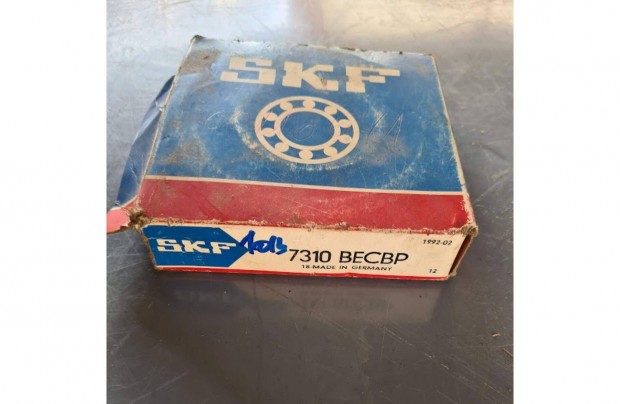 SKF
1992-02
SKF 7310 BECBP
18 MADE IN GERMANY
12